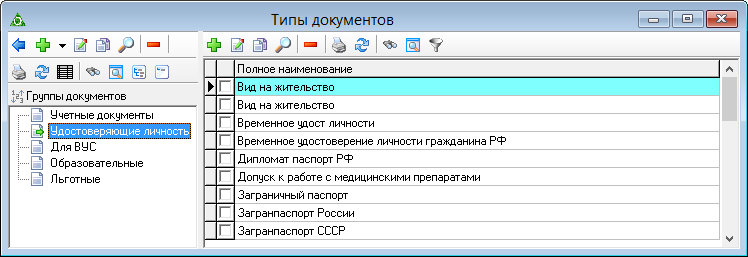 Типы документов
Группы документов
Учетные документы
Удостоверяющие личность
Для ВУС
Образовательные
Льготные
Полное наименование
Вид на жительство
Вид на жительство
Временное удост личности
Временное удостоверение личности гражданина РФ
Дипломат паспорт РФ
Допуск к работе с медицинскими препаратами
Заграничный паспорт
Загранпаспорт России
Загранпаспорт СССР